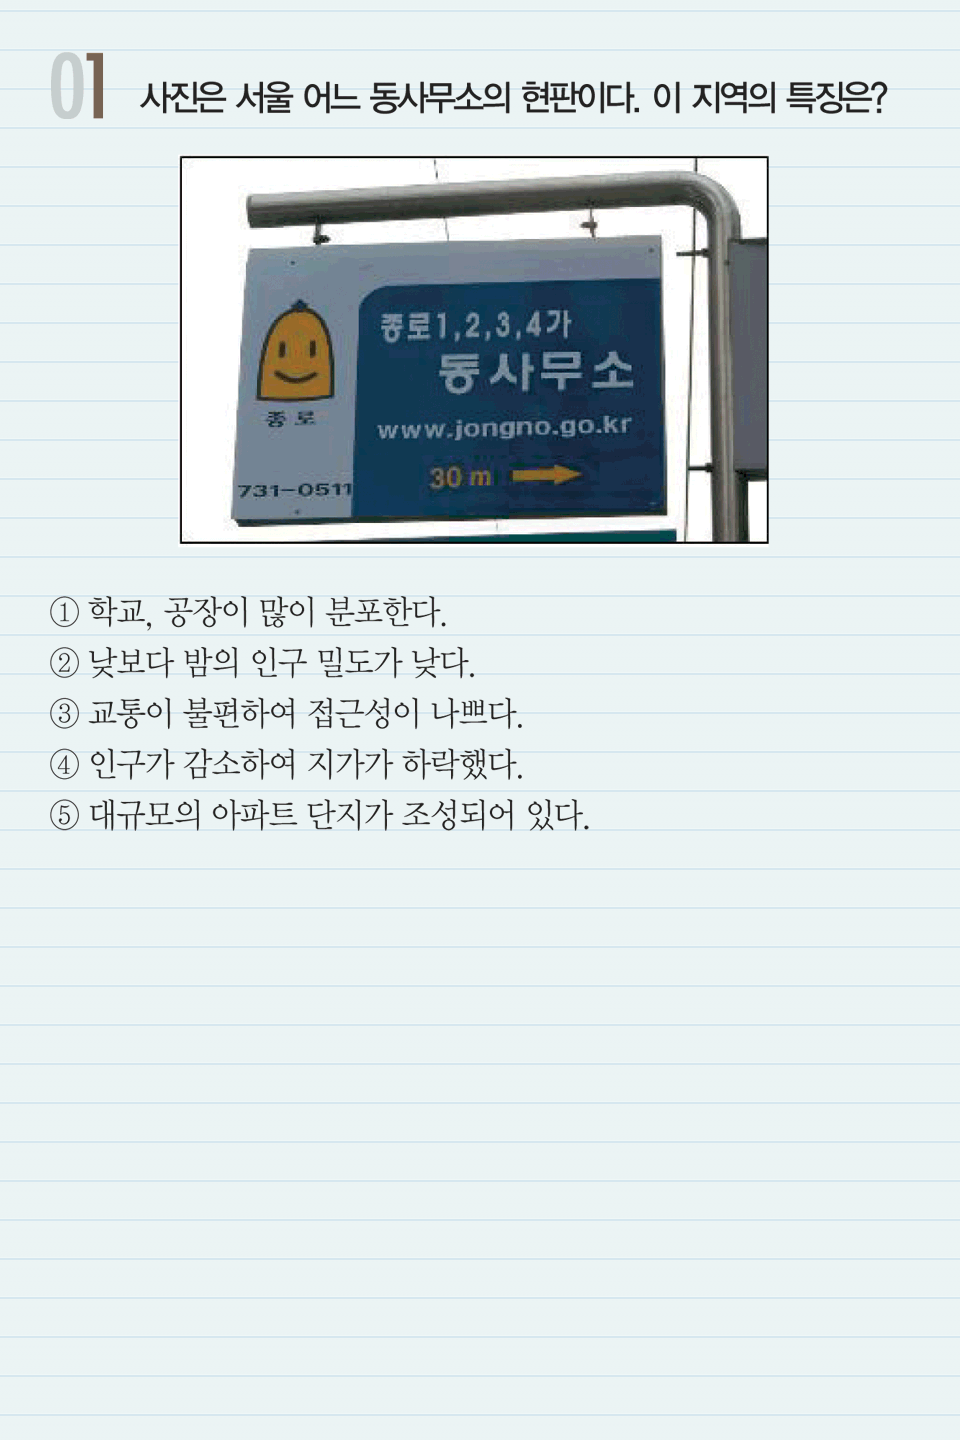 01 사진은 서울 어느 동사무소의 현판이다. 이 지역의 특징은?
종로1,2,3,4가
동사무소
www.jongno.go.kr
30 m
종 로
731-0511
① 학교, 공장이 많이 분포한다.
② 낮보다 밤의 인구 밀도가 낮다.
③ 교통이 불편하여 접근성이 나쁘다.
④ 인구가 감소하여 지가가 하락했다.
⑤ 대규모의 아파트 단지가 조성되어 있다.